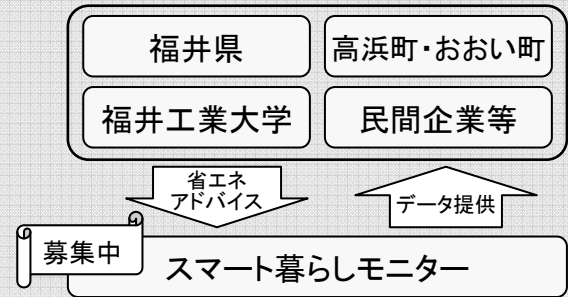 福井県
高浜町・おおい町
福井工業大学
民間企業等
省エネ
アドバイス
データ提供
募集中
スマート暮らしモニター